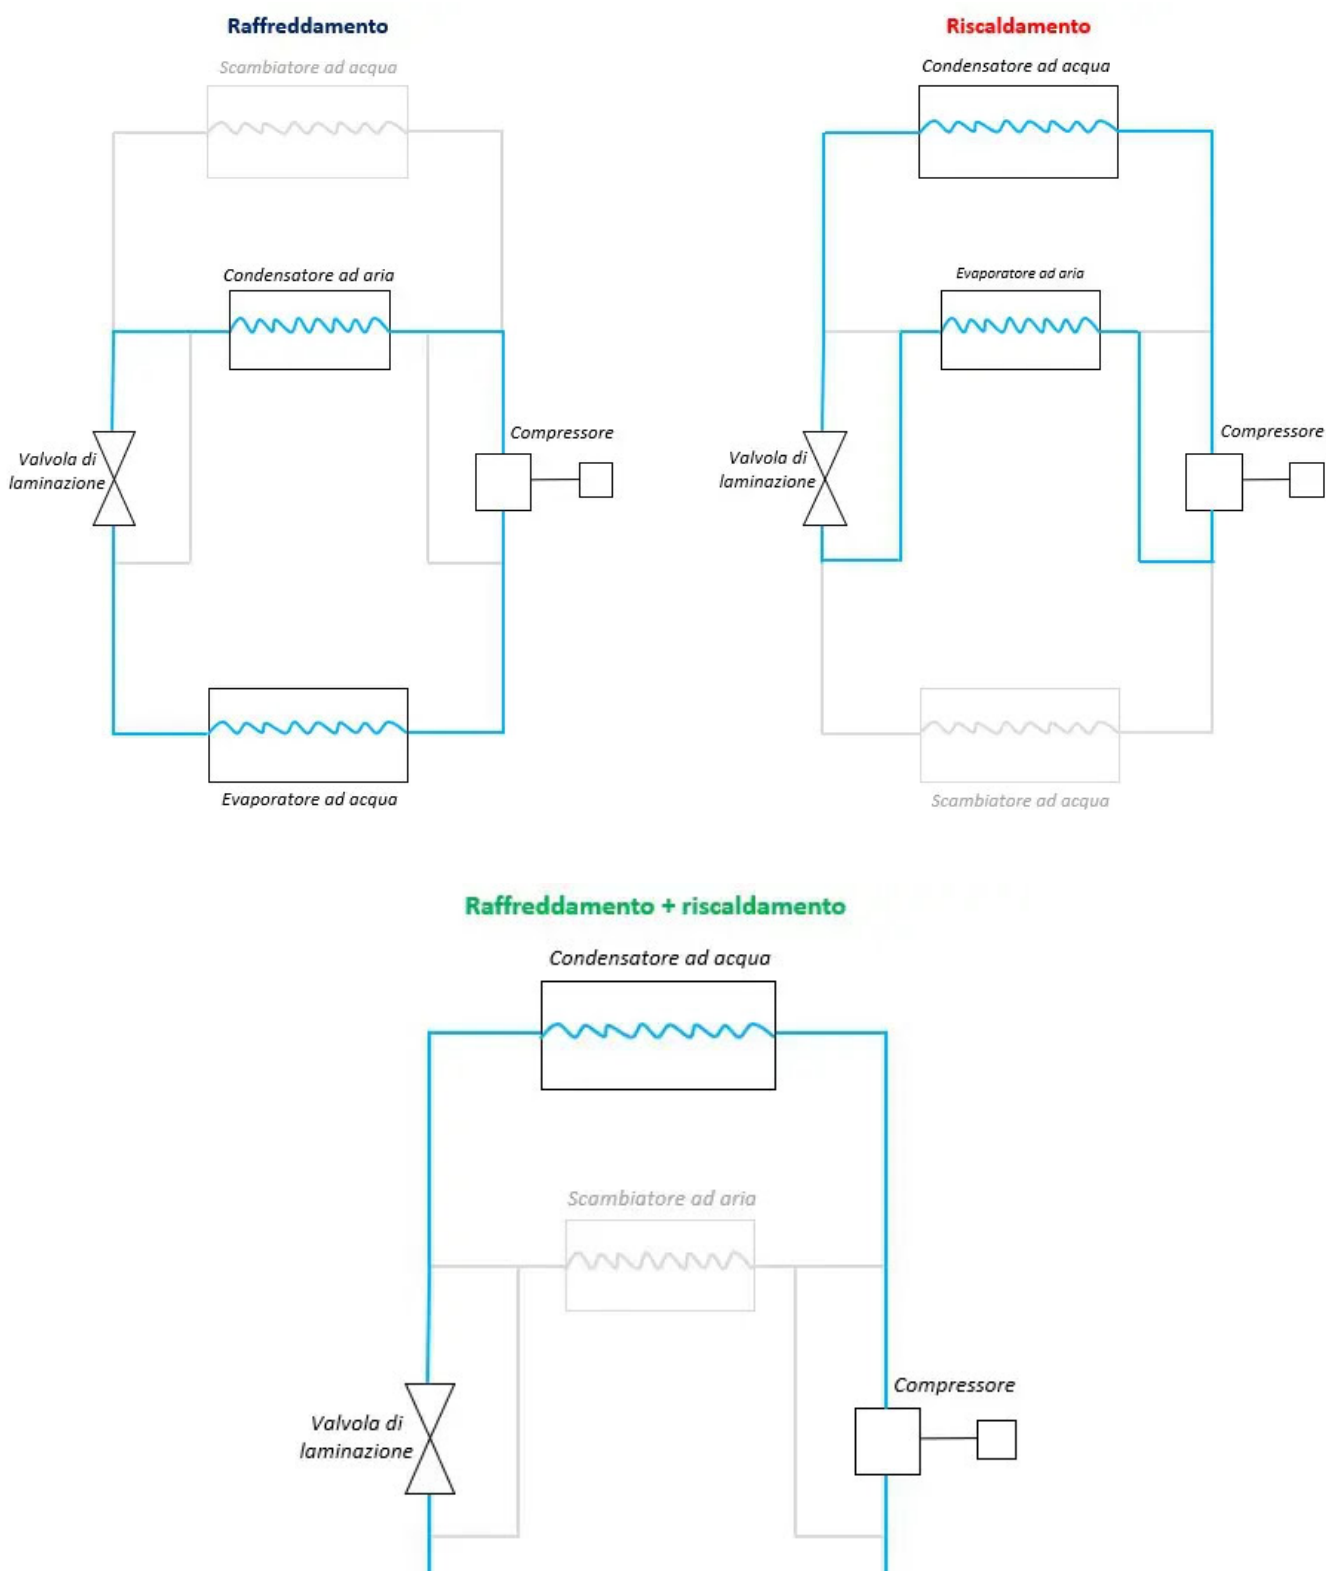 Raffreddamento
Scambiatore ad acqua
Condensatore ad aria
Compressore
Valvola di
laminazione
Evaporatore ad acqua
Riscaldamento
Condensatore ad acqua
Evaporatore ad aria
Compressore
Valvola di
laminazione
Scambiatore ad acqua
Raffreddamento + riscaldamento
Condensatore ad acqua
Scambiatore ad aria
Compressore
Valvola di
laminazione